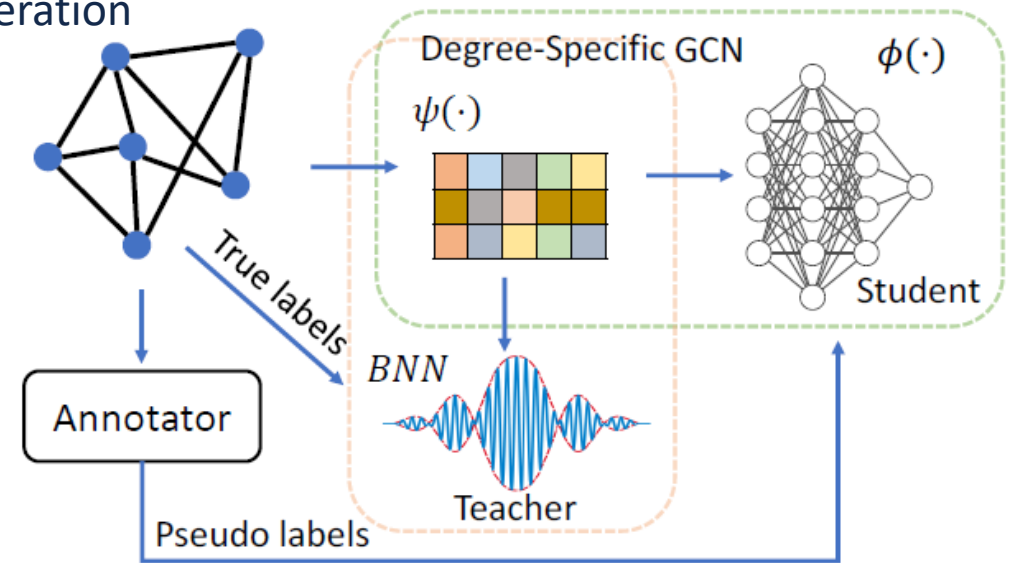 eration
Degree-Specific GCN
ϕ(·)
ψ(·)
True labels
Student
BNN
Annotator
Teacher
Pseudo labels